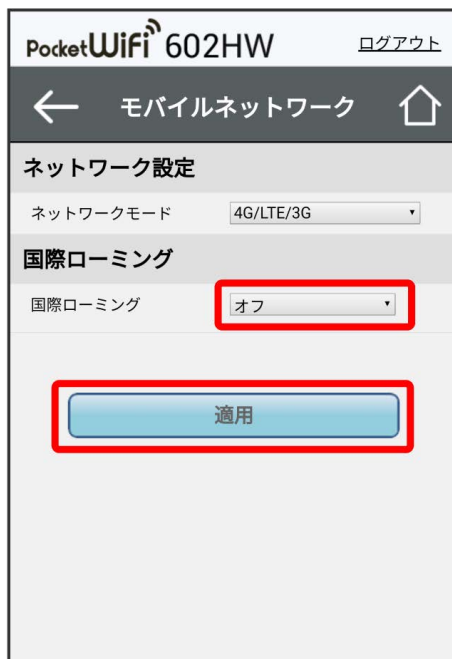 PocketWiFi 602HW ログアウト
モバイルネットワーク
ネットワーク設定
ネットワークモード 4G/LTE/3G
国際ローミング
国際ローミング オフ
適用